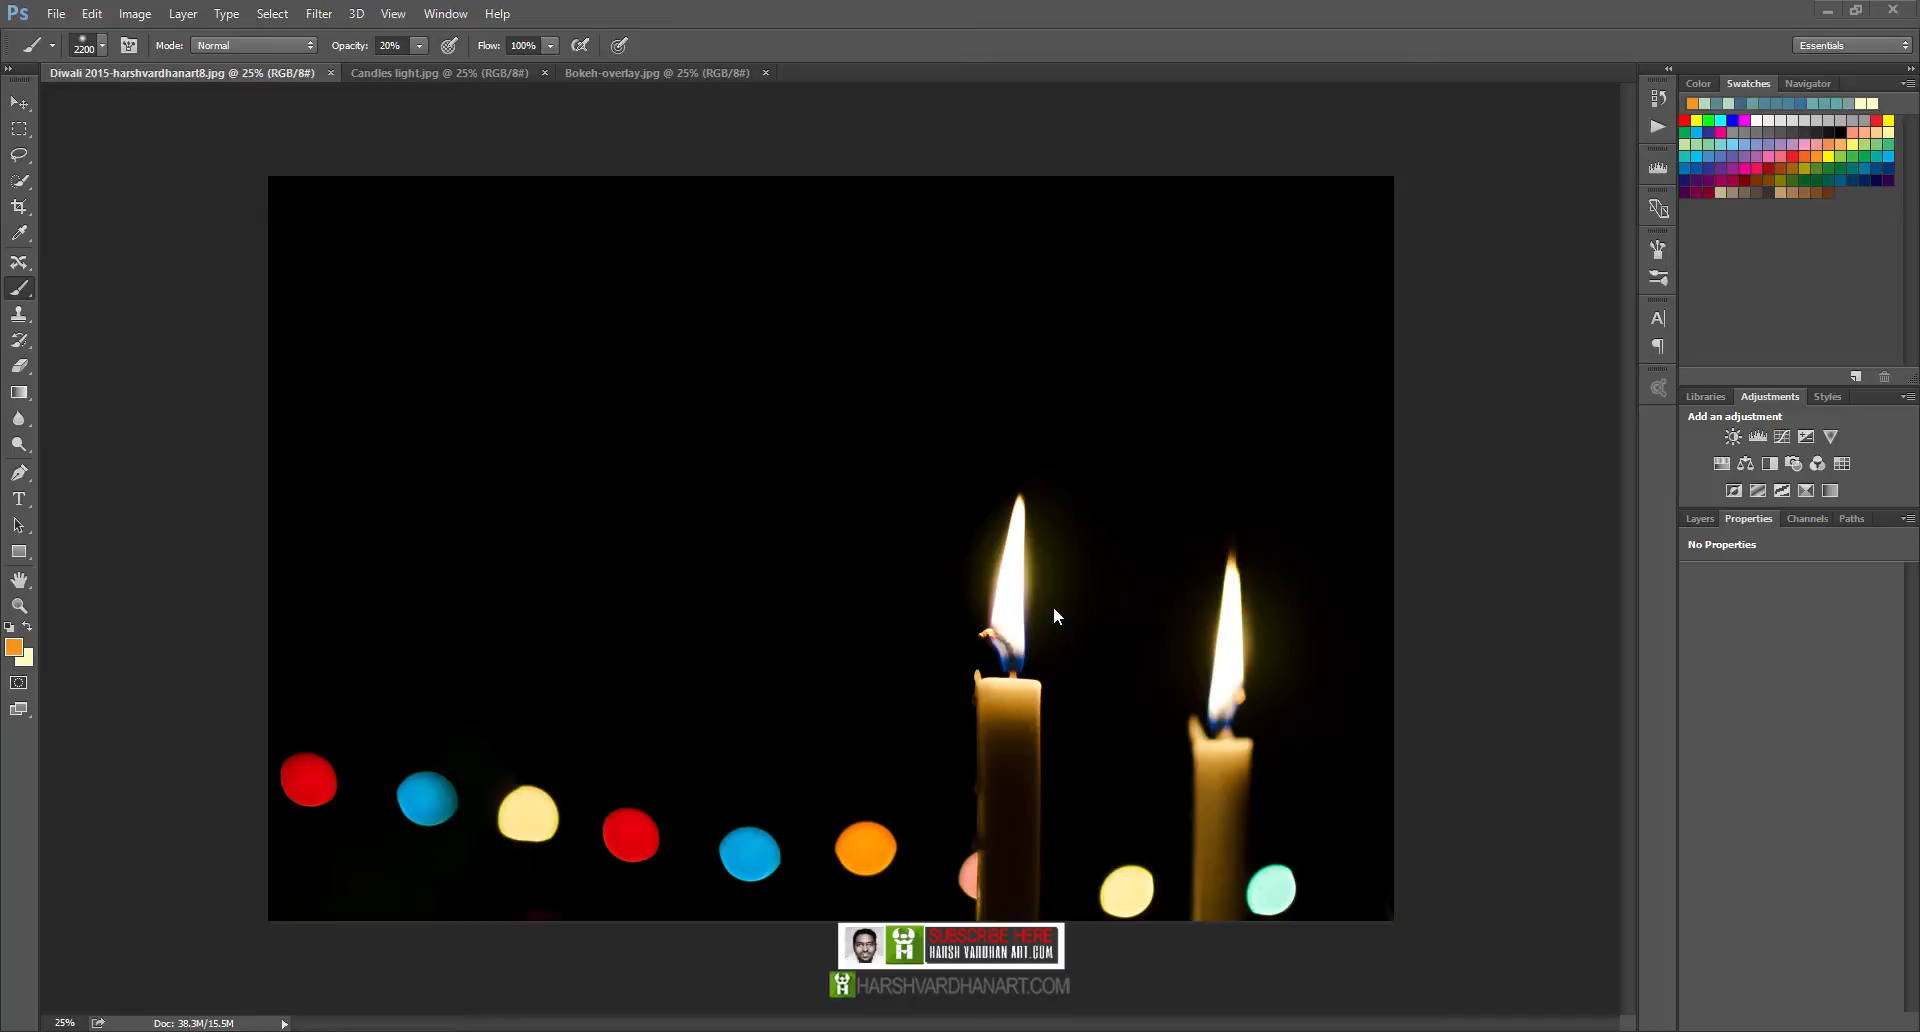 Ps File Edit Image Layer Type Select Filter 3D View Window Help
2200 Mode: Normal Opacity: 20% Flow: 100% Essentials
Diwali 2015-harshvardhanart8.jpg @ 25% (RGB/8#) × Candles light.jpg @ 25% (RGB/8#) × Bokeh-overlay.jpg @ 25% (RGB/8#) ×
Color Swatches Navigator
Libraries Adjustments Styles
Add an adjustment
Layers Properties Channels Paths
No Properties
SUBSCRIBE HERE
HARSH VARDHAN ART.COM
HARSHVARDHANART.COM
25% Doc: 38.3M/15.5M